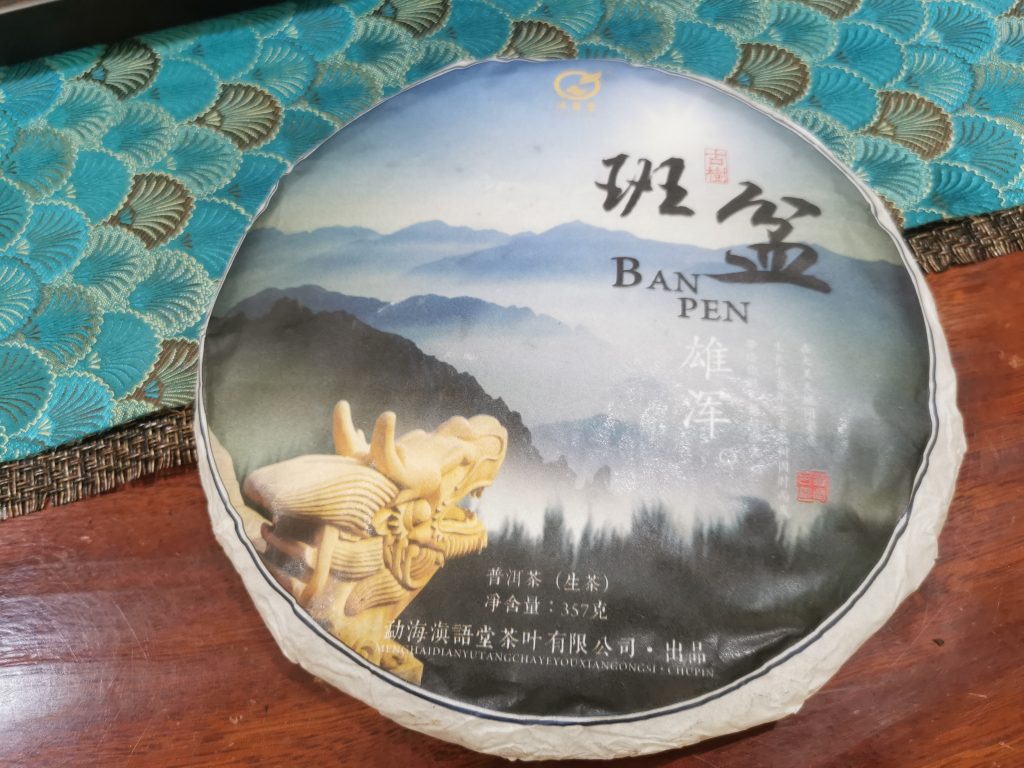 班盆
古樹
BAN
PEN
雄浑
普洱茶（生茶）
淨含量：357克
勐海滇語堂茶叶有限公司·出品
MENGHAIDIANYUTANGCHAYEYOUXIANGONGSI·CHUPIN